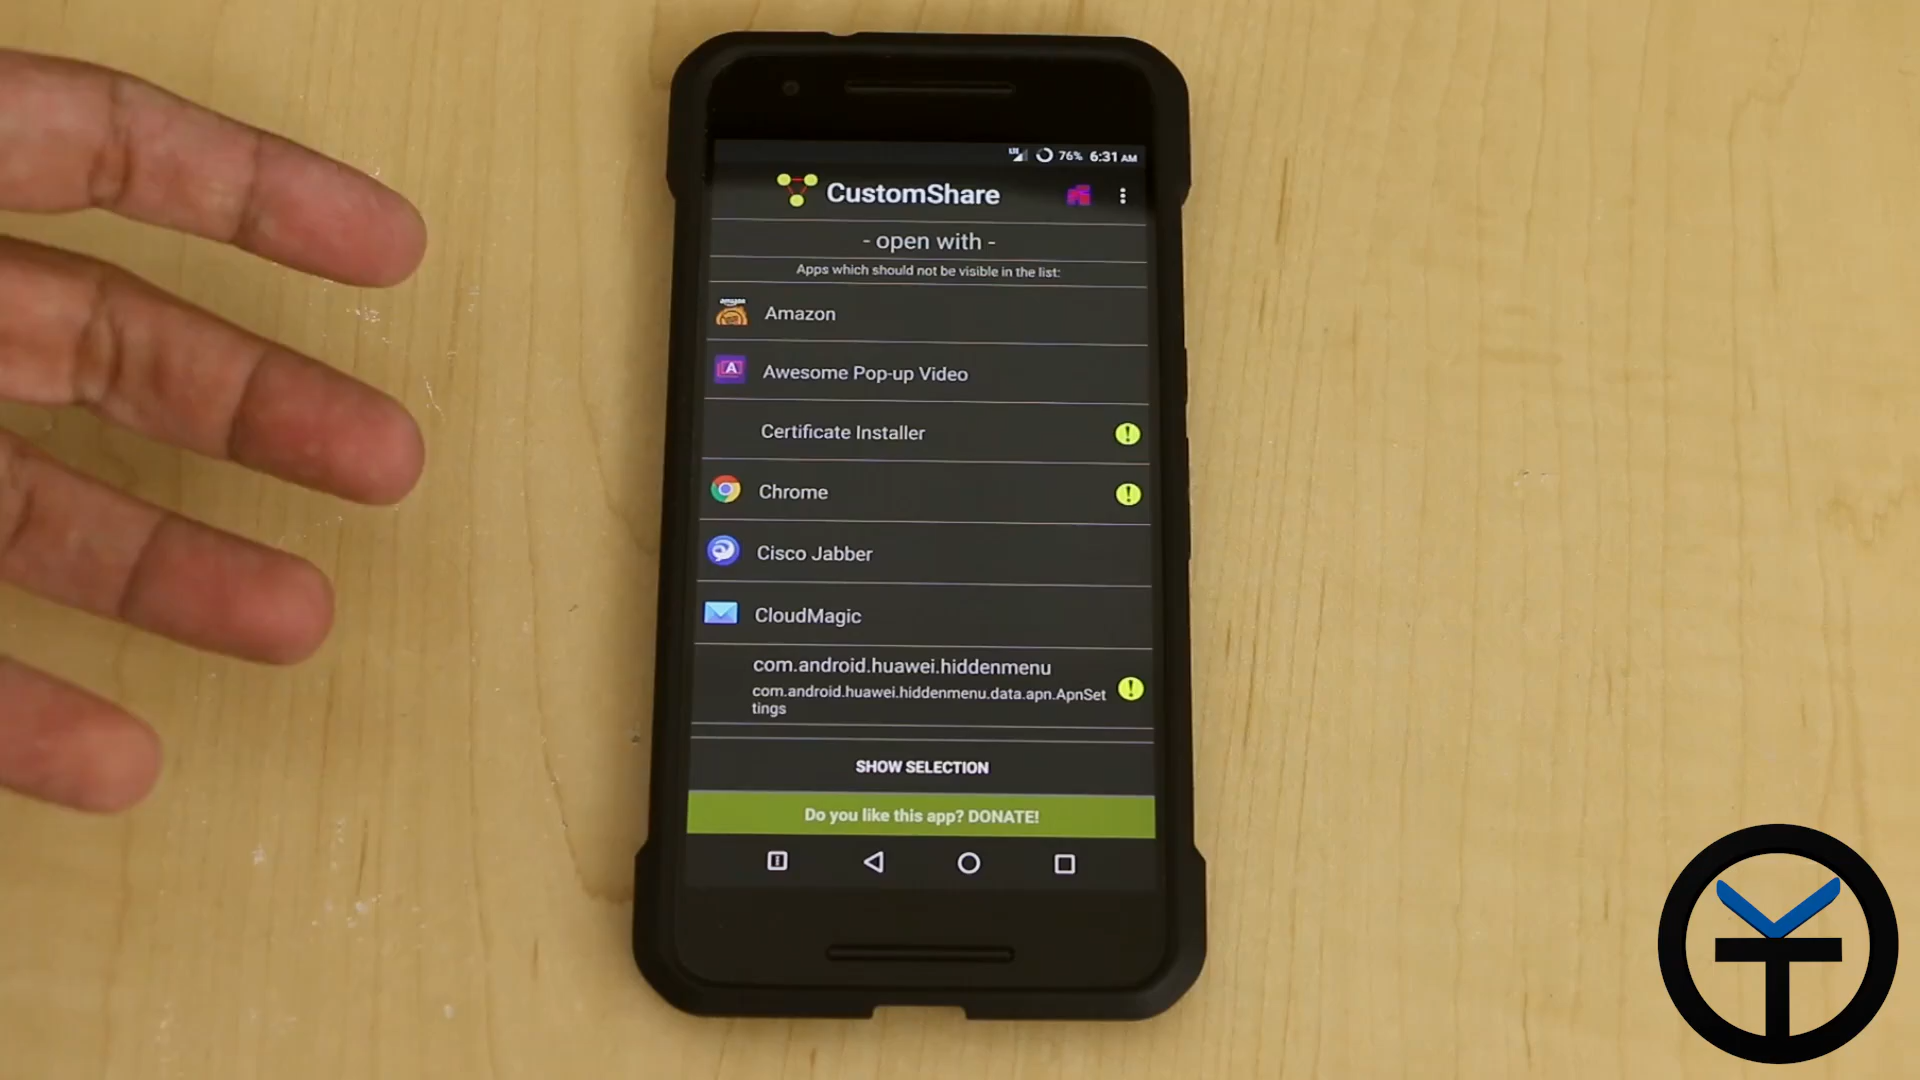 LTE 76% 6:31 AM
CustomShare
- open with -
Apps which should not be visible in the list:
amazon
Amazon
A
Awesome Pop-up Video
Certificate Installer !
Chrome !
Cisco Jabber
CloudMagic
com.android.huawei.hiddenmenu
com.android.huawei.hiddenmenu.data.apn.ApnSet !
tings
SHOW SELECTION
Do you like this app? DONATE!